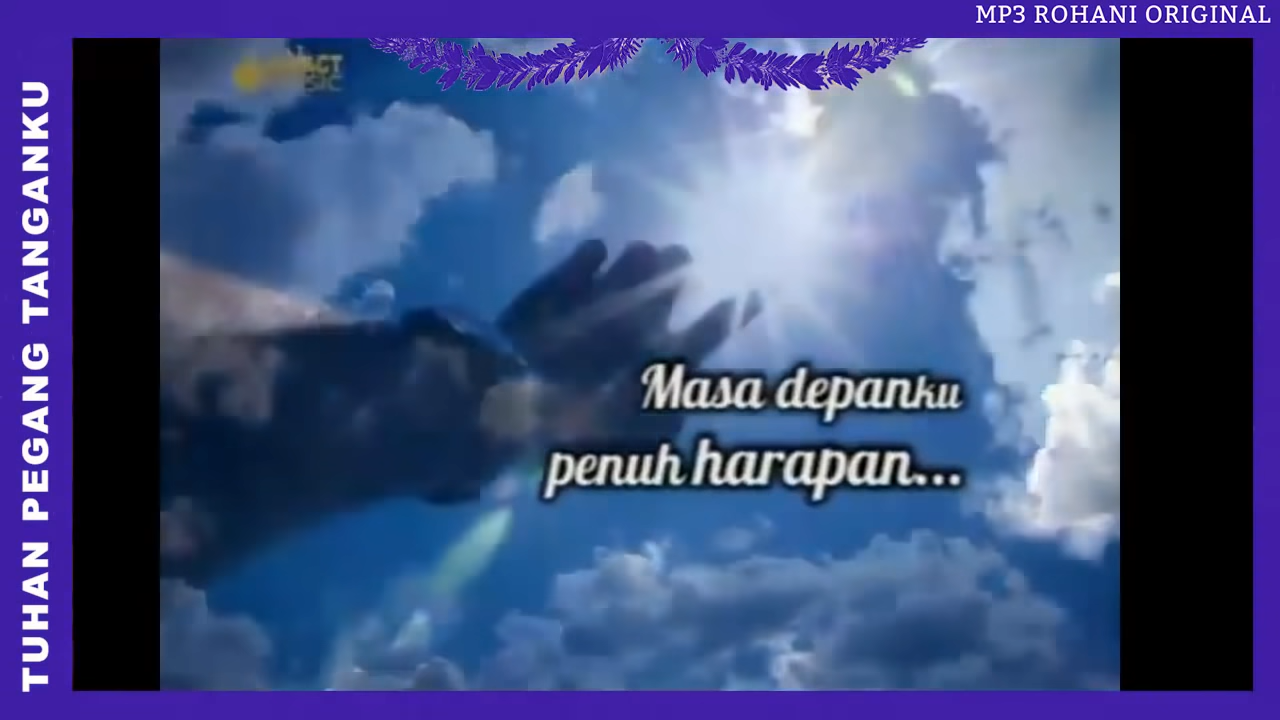 MP3 ROHANI ORIGINAL
TUHAN PEGANG TANGANKU
Masa depanku
penuh harapan...